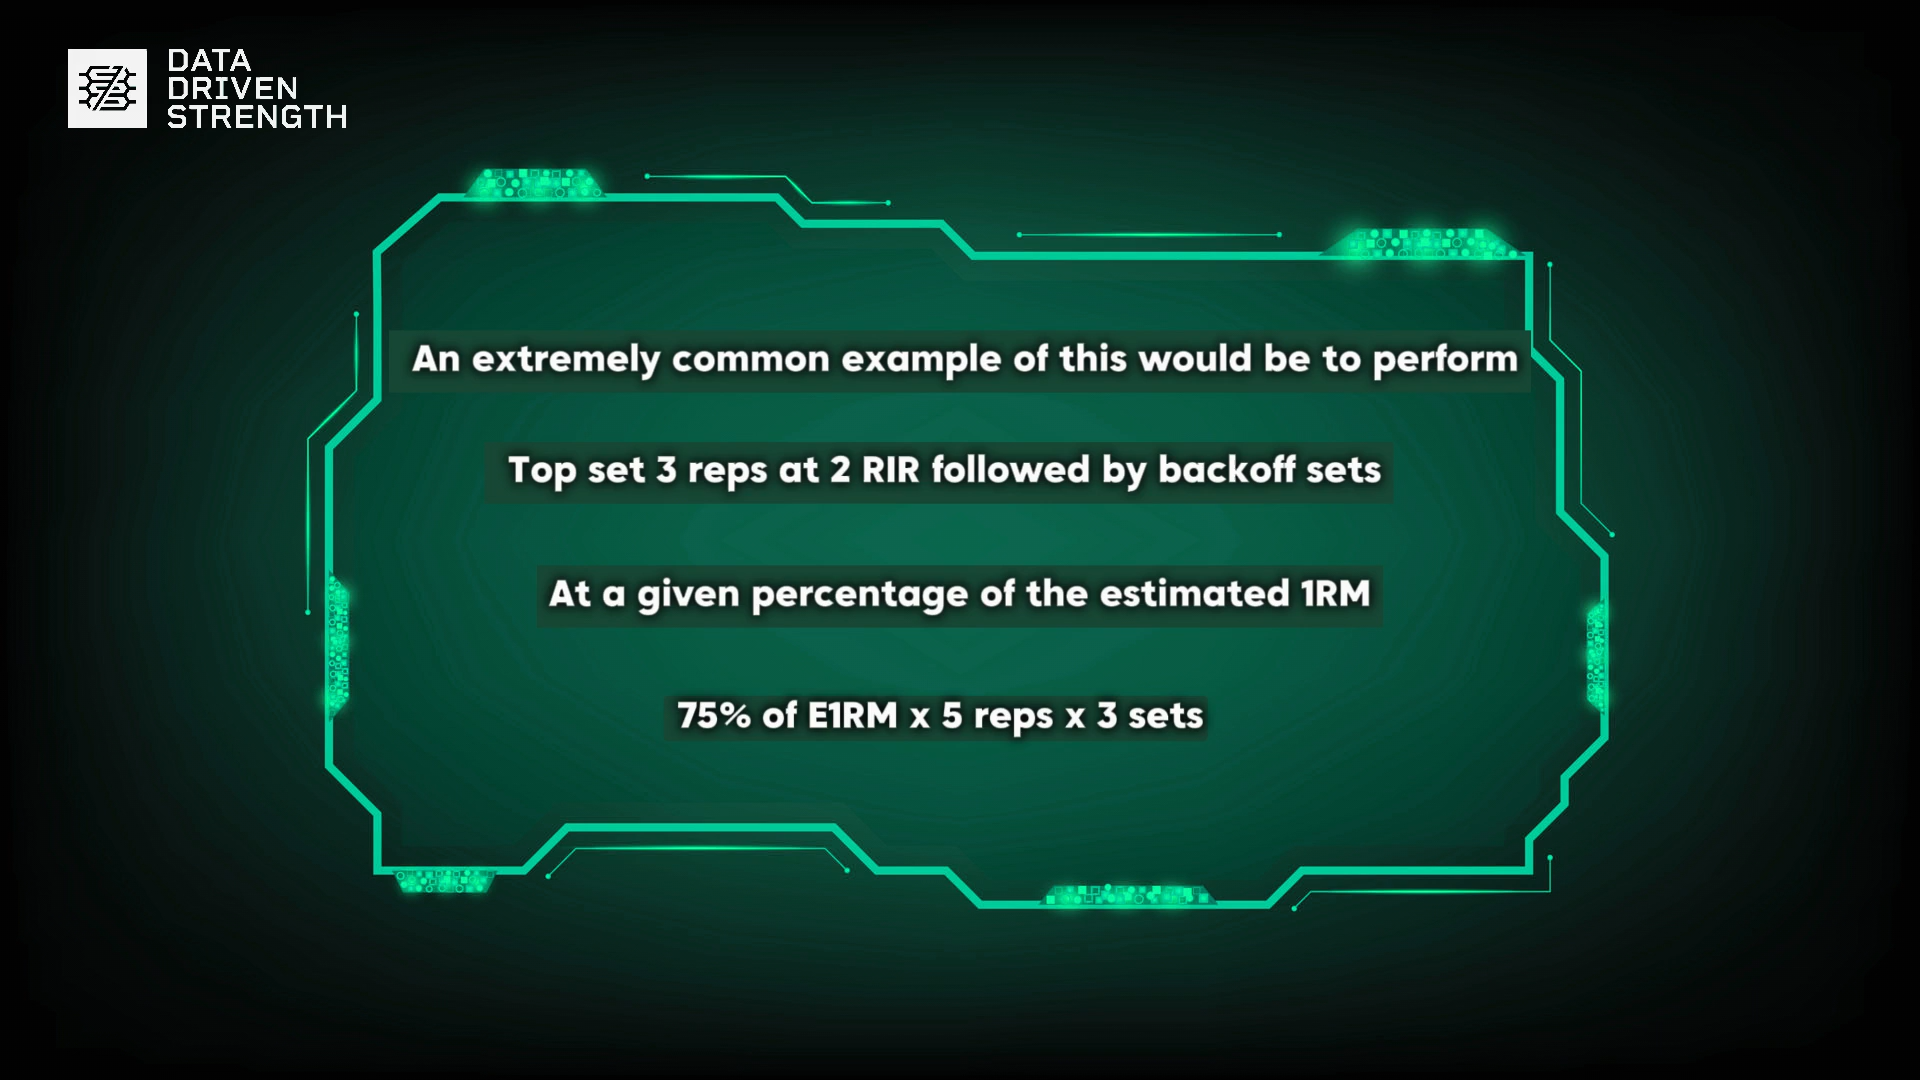 DATA
DRIVEN
STRENGTH
An extremely common example of this would be to perform
Top set 3 reps at 2 RIR followed by backoff sets
At a given percentage of the estimated 1RM
75% of E1RM x 5 reps x 3 sets